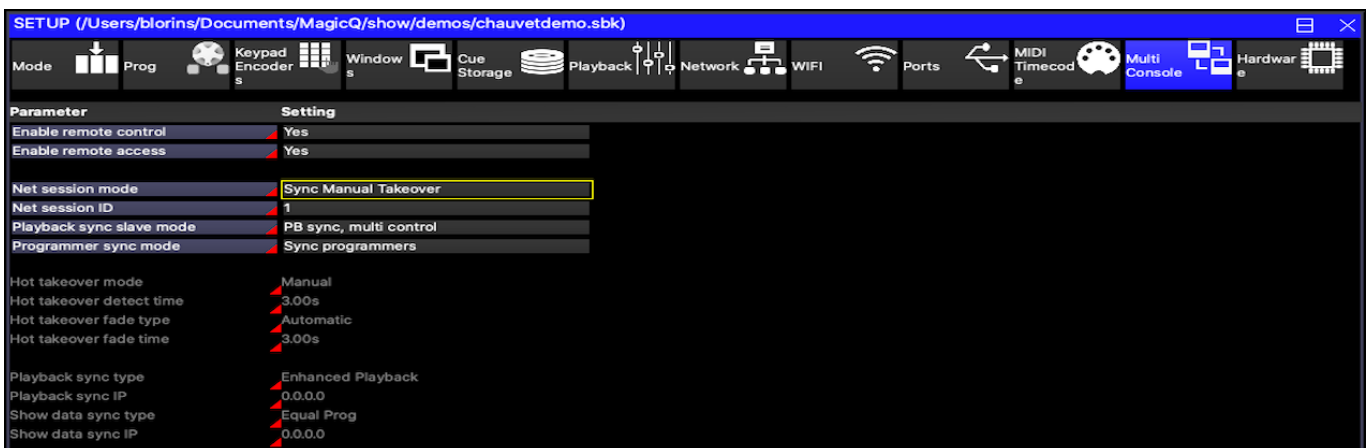 SETUP (/Users/blorins/Documents/MagicQ/show/demos/chauvetdemo.sbk)
Mode Prog Keypad Encoders Windows Cue Storage Playback Network WIFI Ports MIDI Timecode Multi Console Hardware
Parameter Setting
Enable remote control Yes
Enable remote access Yes
Net session mode Sync Manual Takeover
Net session ID 1
Playback sync slave mode PB sync, multi control
Programmer sync mode Sync programmers
Hot takeover mode Manual
Hot takeover detect time 3.00s
Hot takeover fade type Automatic
Hot takeover fade time 3.00s
Playback sync type Enhanced Playback
Playback sync IP 0.0.0.0
Show data sync type Equal Prog
Show data sync IP 0.0.0.0